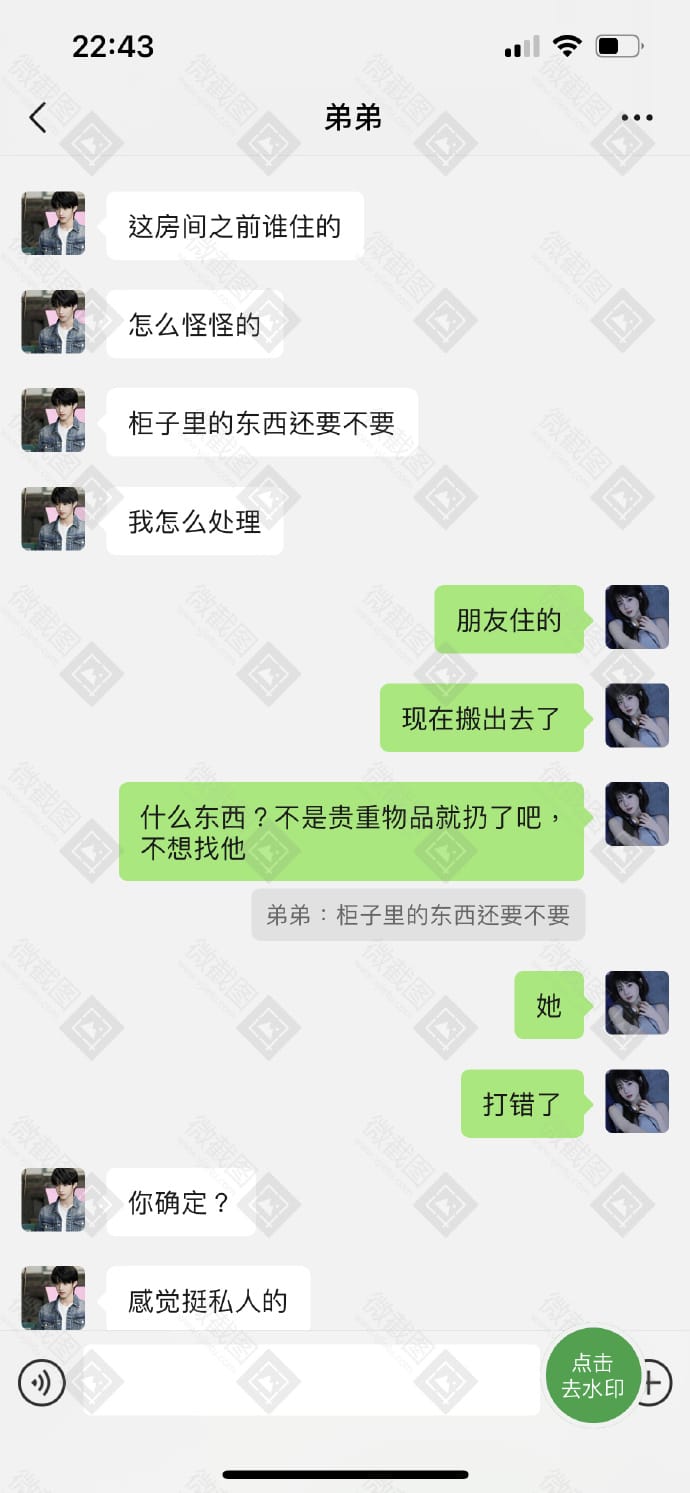 22:43
弟弟
这房间之前谁住的
怎么怪怪的
柜子里的东西还要不要
我怎么处理
朋友住的
现在搬出去了
什么东西？不是贵重物品就扔了吧，
不想找他
弟弟：柜子里的东西还要不要
她
打错了
你确定？
感觉挺私人的
点击
去水印
微截图